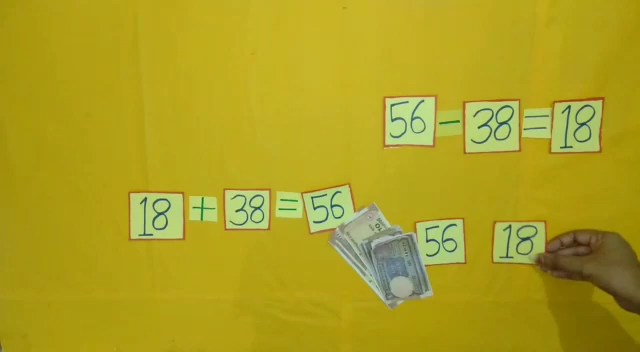 56 - 38 = 18
18 + 38 = 56
56 18